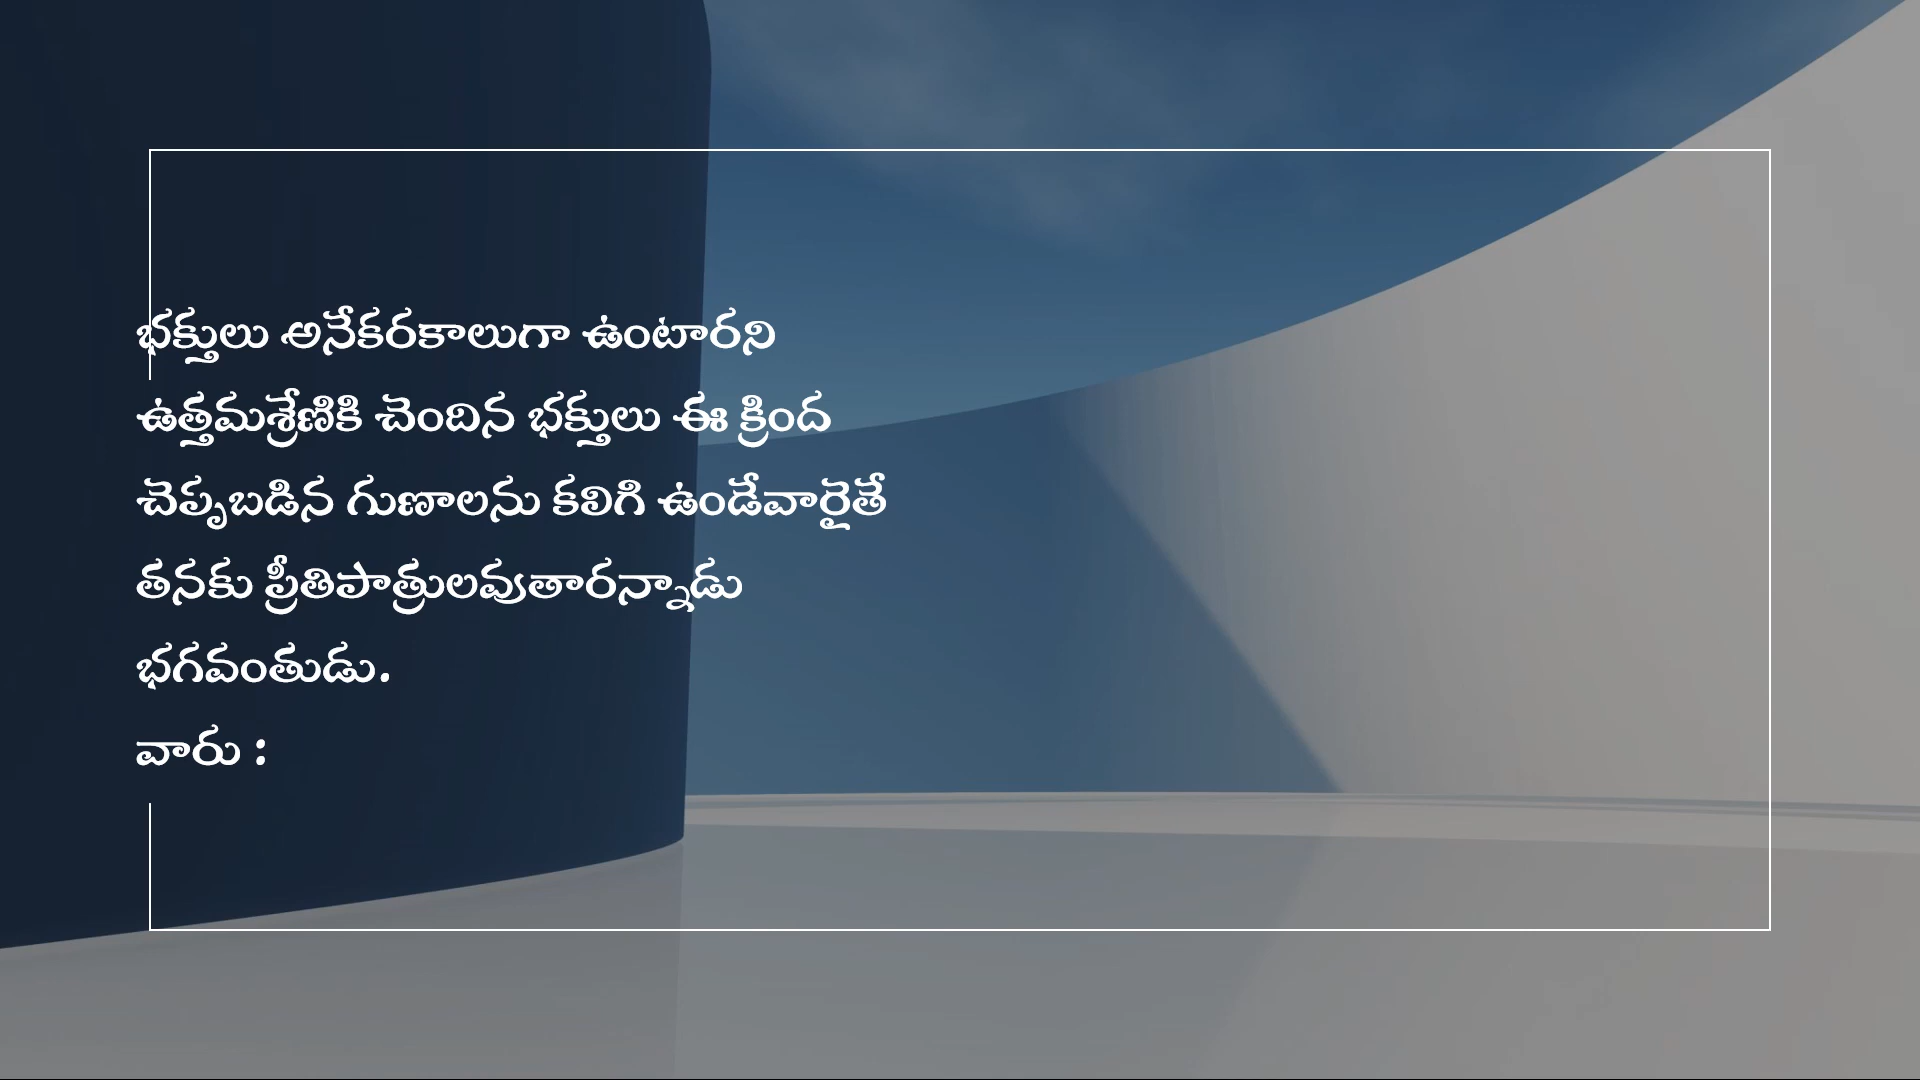 భక్తులు అనేకరకాలుగా ఉంటారని
ఉత్తమశ్రేణికి చెందిన భక్తులు ఈ క్రింద
చెప్పబడిన గుణాలను కలిగి ఉండేవారైతే
తనకు ప్రీతిపాత్రులవుతారన్నాడు
భగవంతుడు.
వారు :